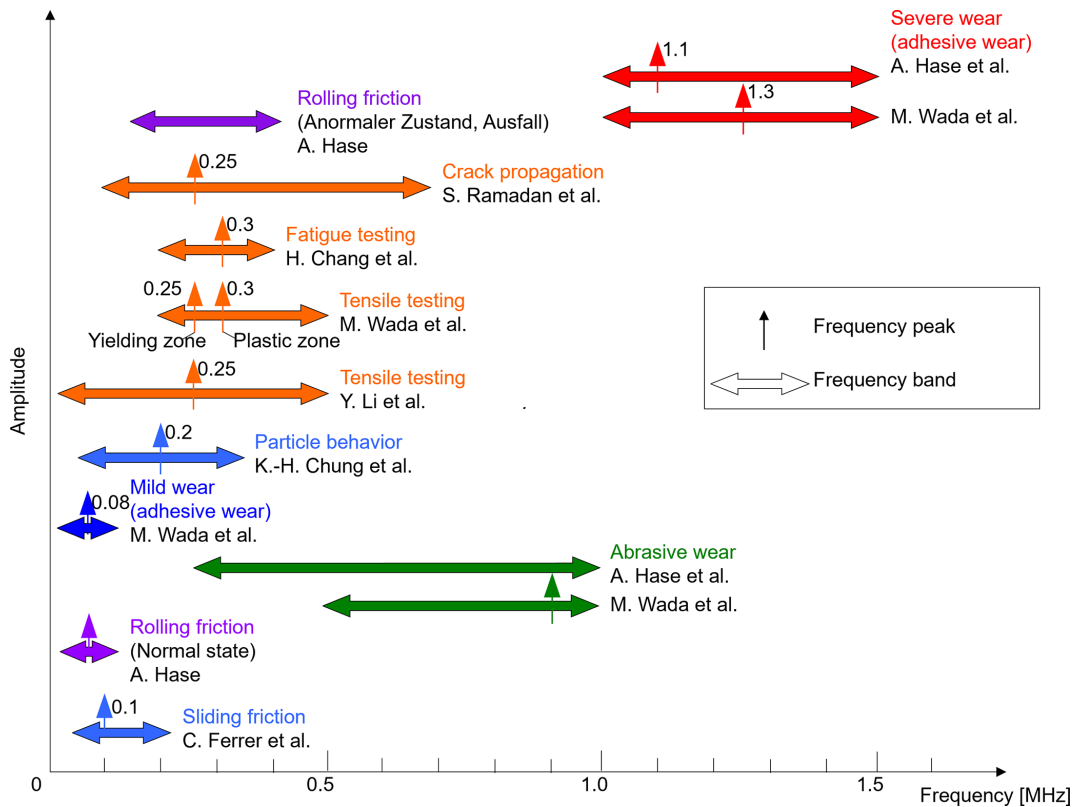 Severe wear
(adhesive wear)
1.1
A. Hase et al.
1.3
M. Wada et al.
Rolling friction
(Anormaler Zustand, Ausfall)
A. Hase
0.25
Crack propagation
S. Ramadan et al.
0.3
Fatigue testing
H. Chang et al.
0.25
0.3
Tensile testing
M. Wada et al.
Yielding zone
Plastic zone
Frequency peak
Frequency band
0.25
Tensile testing
Y. Li et al.
Amplitude
0.2
Particle behavior
K.-H. Chung et al.
0.08
Mild wear
(adhesive wear)
M. Wada et al.
Abrasive wear
A. Hase et al.
M. Wada et al.
Rolling friction
(Normal state)
A. Hase
0.1
Sliding friction
C. Ferrer et al.
0
0.5
1.0
1.5
Frequency [MHz]